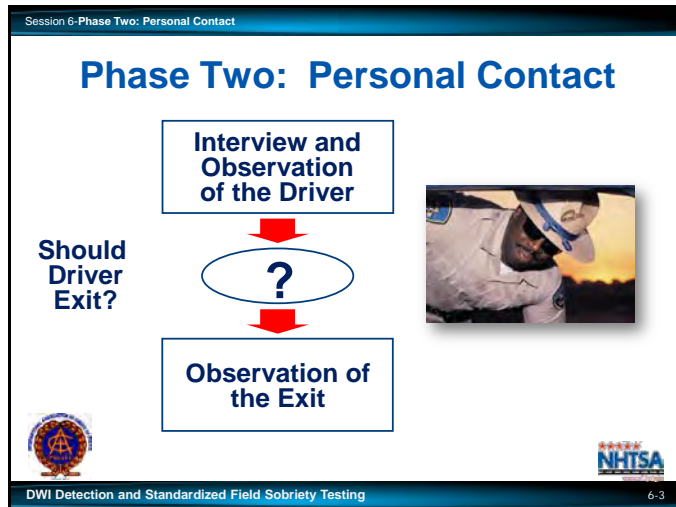 Session 6-Phase Two: Personal Contact
Phase Two: Personal Contact
Interview and
Observation
of the Driver
Should
Driver
Exit?
?
Observation of
the Exit
NHTSA
DWI Detection and Standardized Field Sobriety Testing
6-3